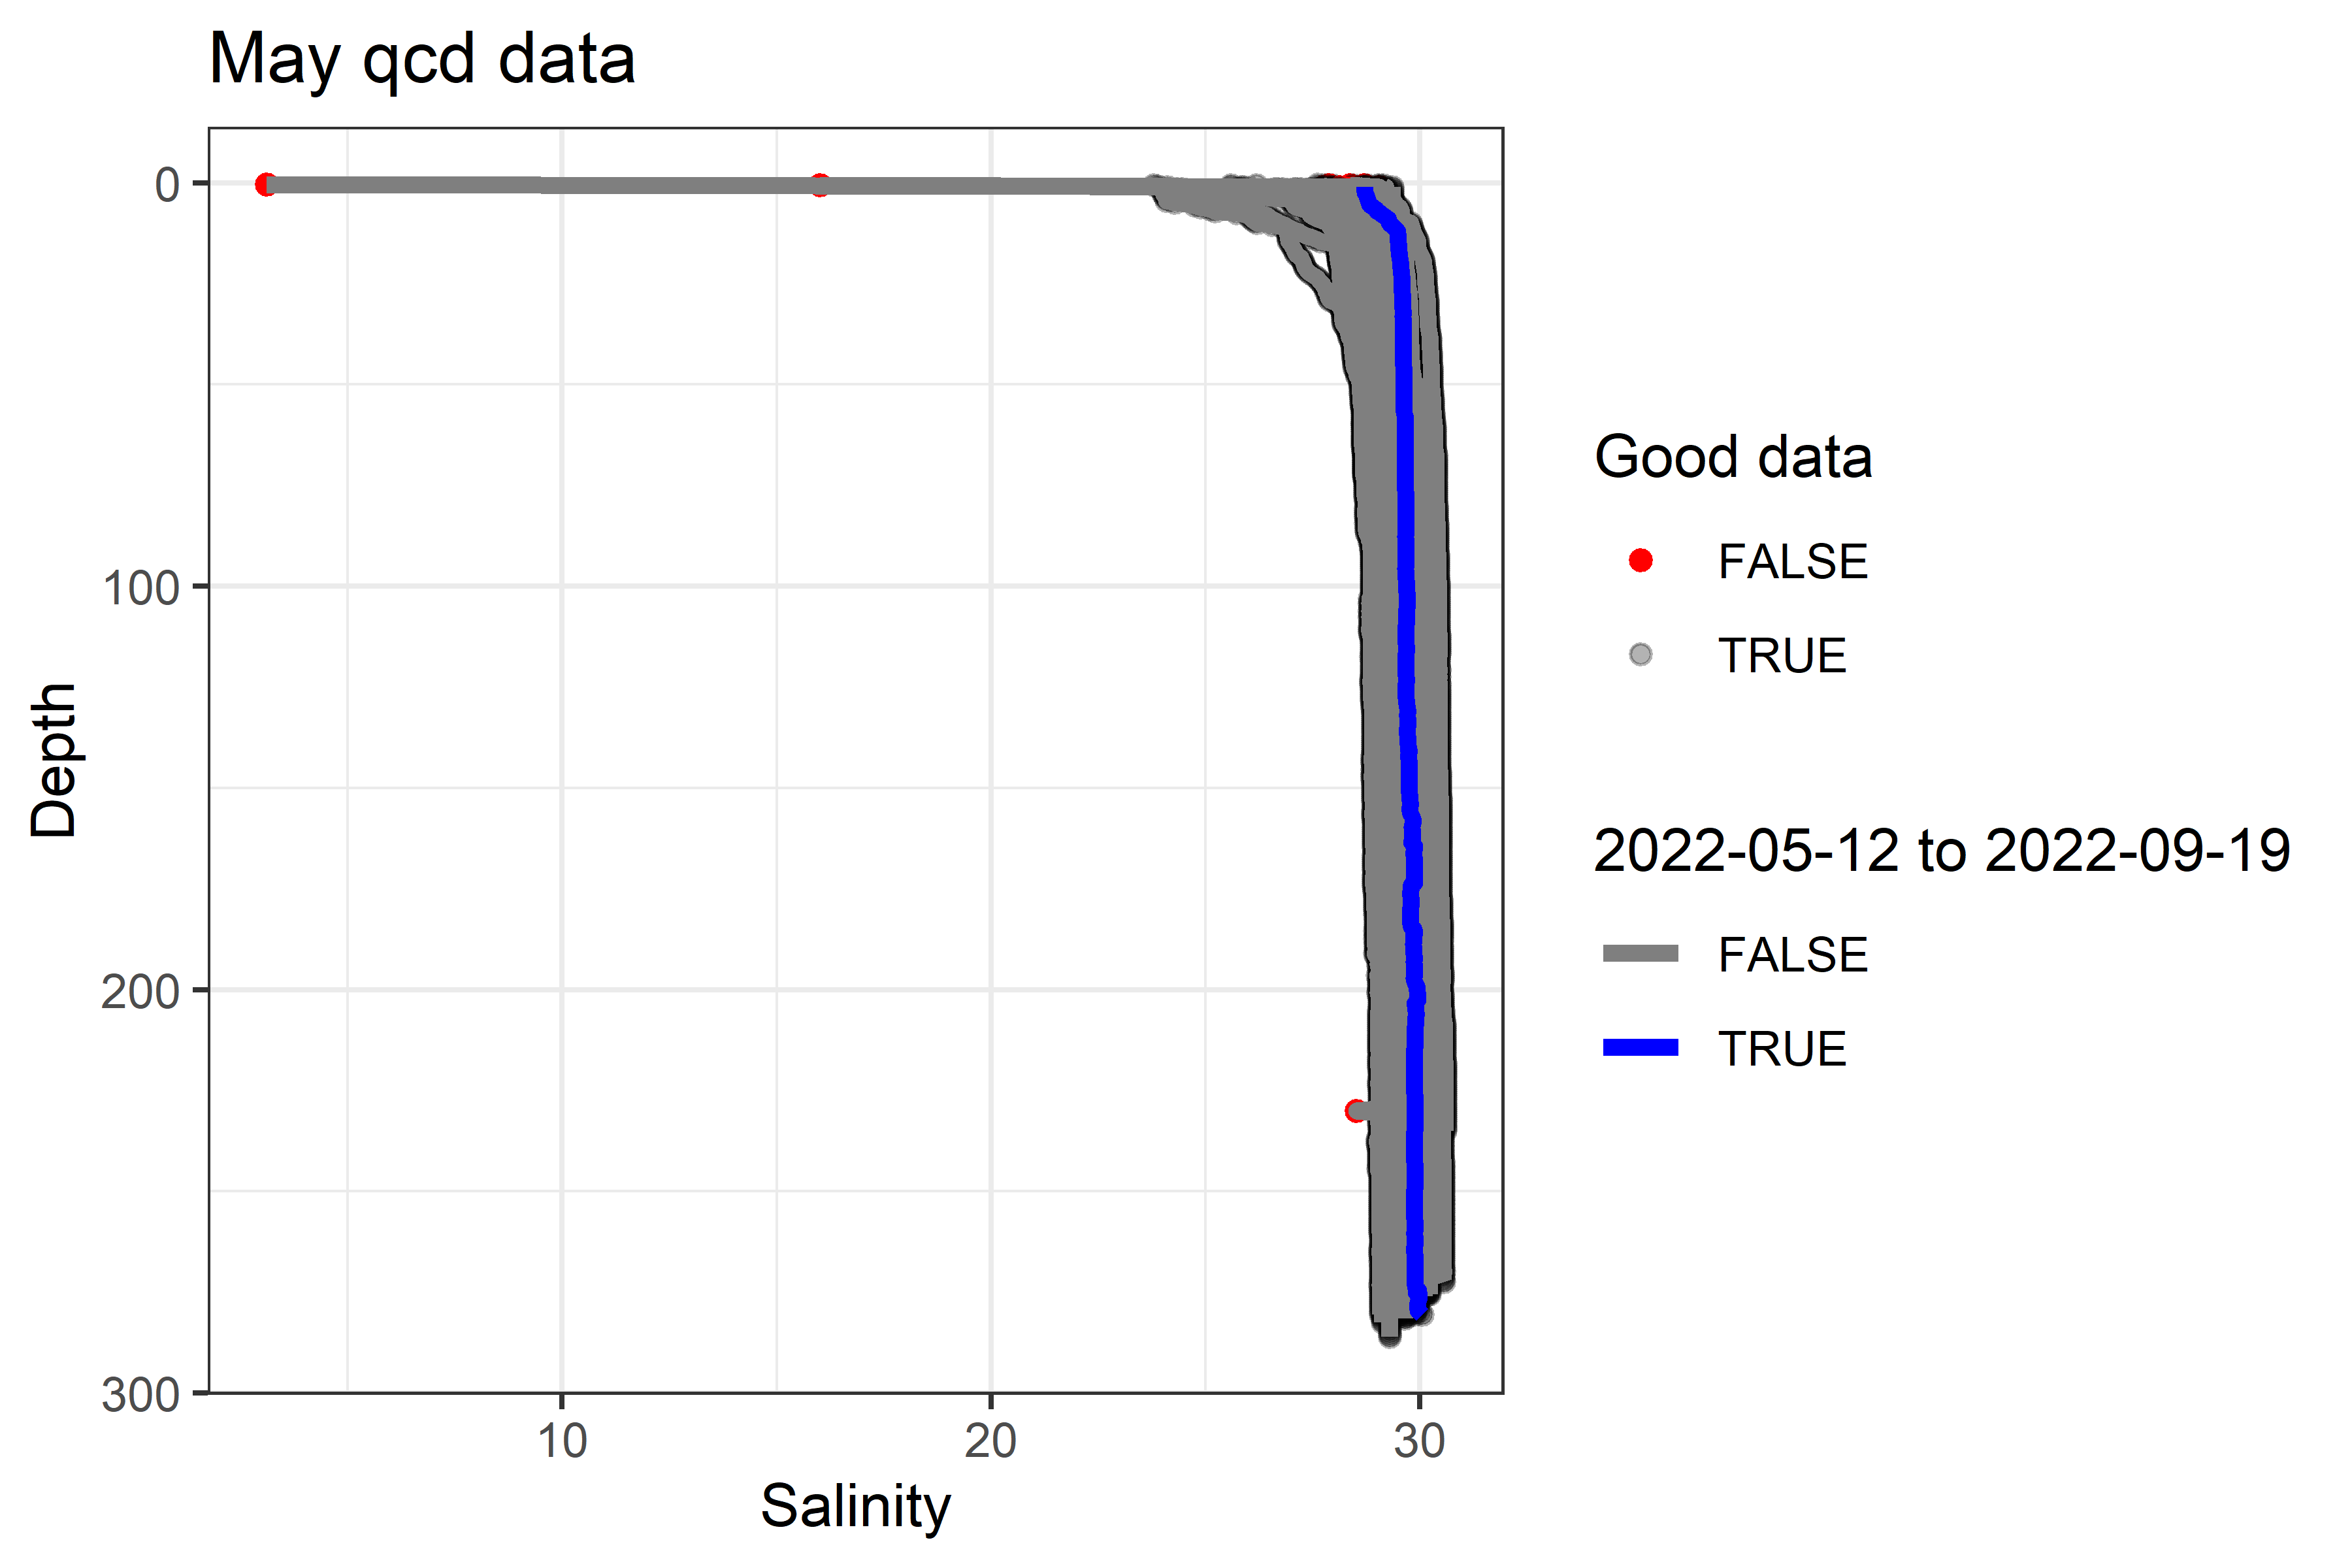 May qcd data
0
100
200
300
Depth
10 20 30
Salinity
Good data
FALSE
TRUE
2022-05-12 to 2022-09-19
FALSE
TRUE